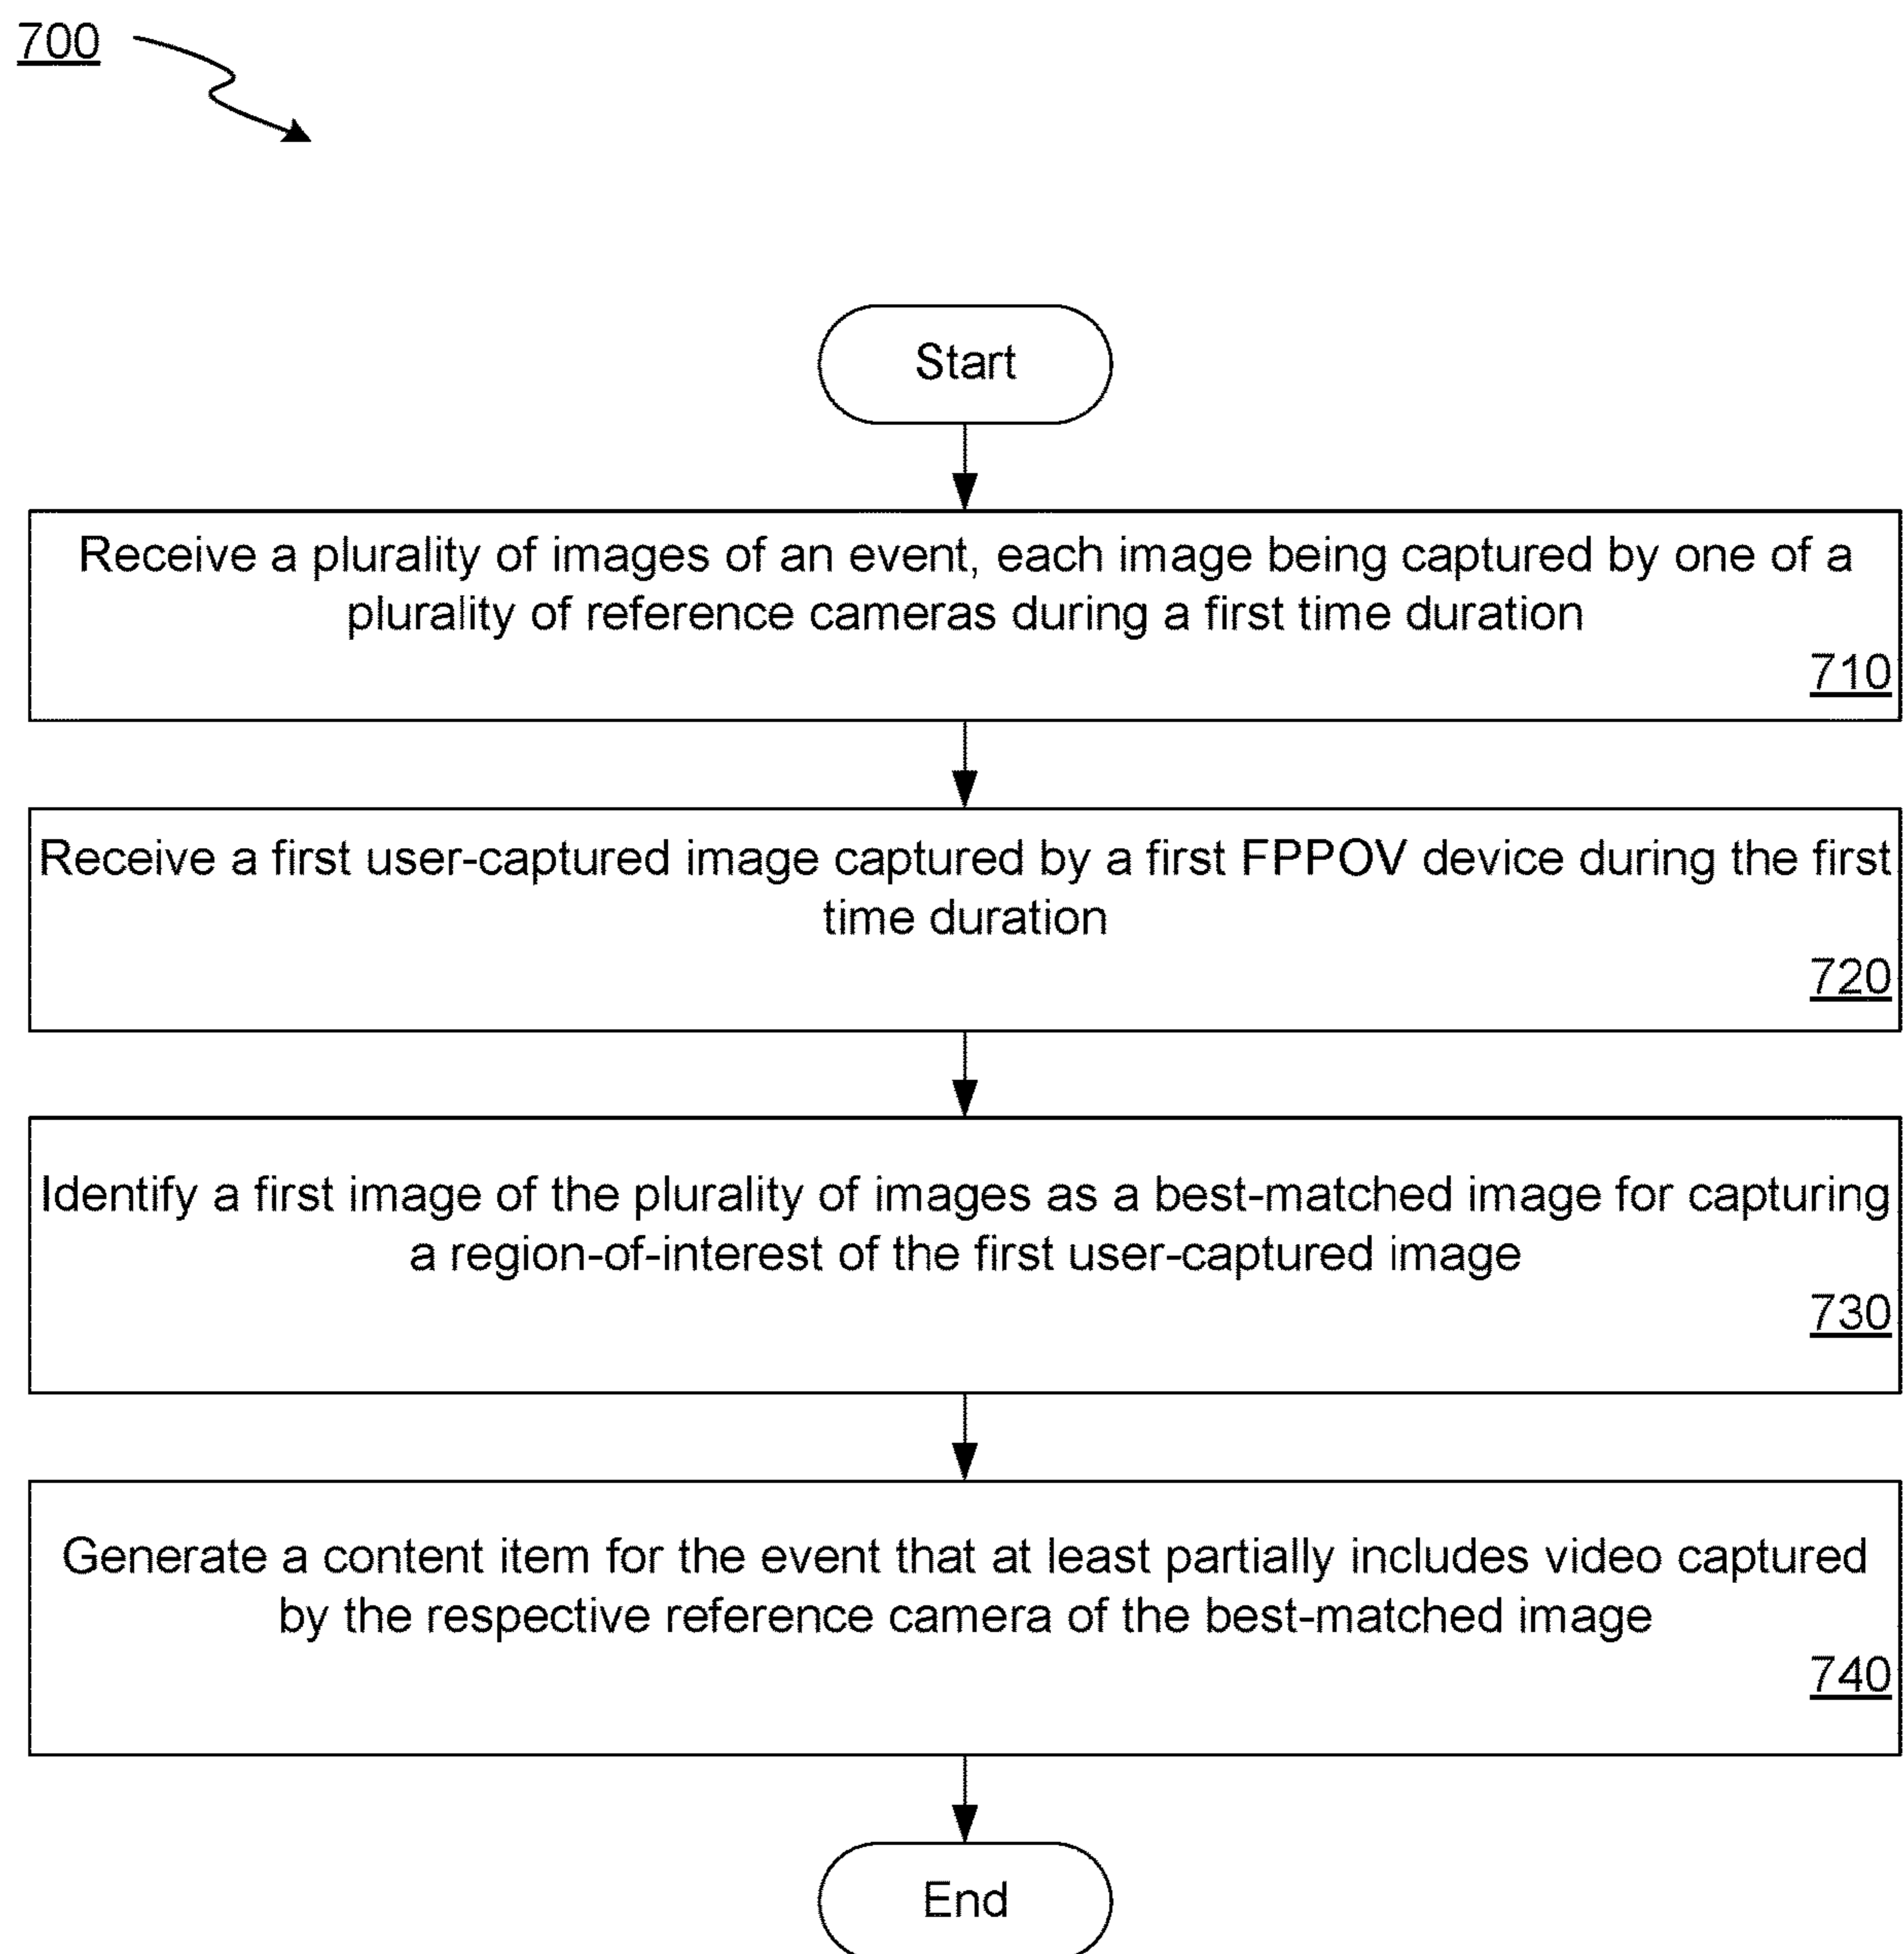 700
Start
Receive a plurality of images of an event, each image being captured by one of a
plurality of reference cameras during a first time duration
710
Receive a first user-captured image captured by a first FPPOV device during the first
time duration
720
Identify a first image of the plurality of images as a best-matched image for capturing
a region-of-interest of the first user-captured image
730
Generate a content item for the event that at least partially includes video captured
by the respective reference camera of the best-matched image
740
End